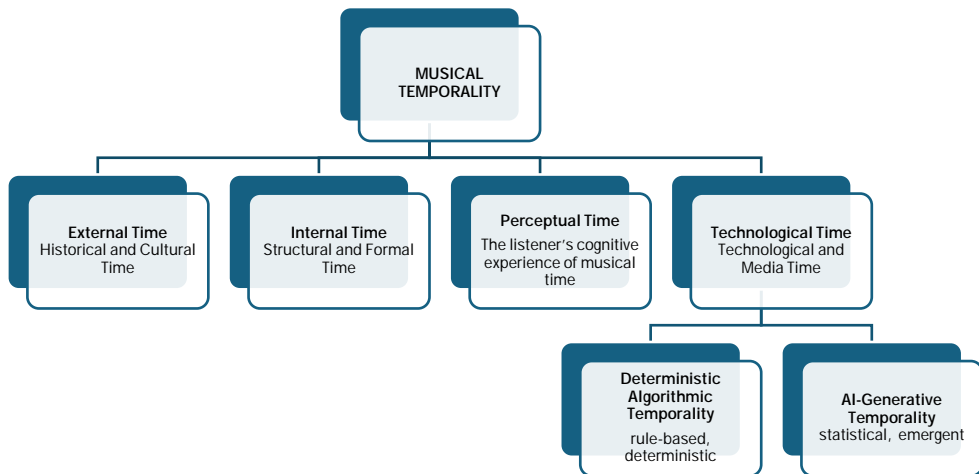 MUSICAL
TEMPORALITY
External Time
Historical and Cultural
Time
Internal Time
Structural and Formal
Time
Perceptual Time
The listener's cognitive
experience of musical
time
Technological Time
Technological and
Media Time
Deterministic
Algorithmic
Temporality
rule-based,
deterministic
AI-Generative
Temporality
statistical, emergent